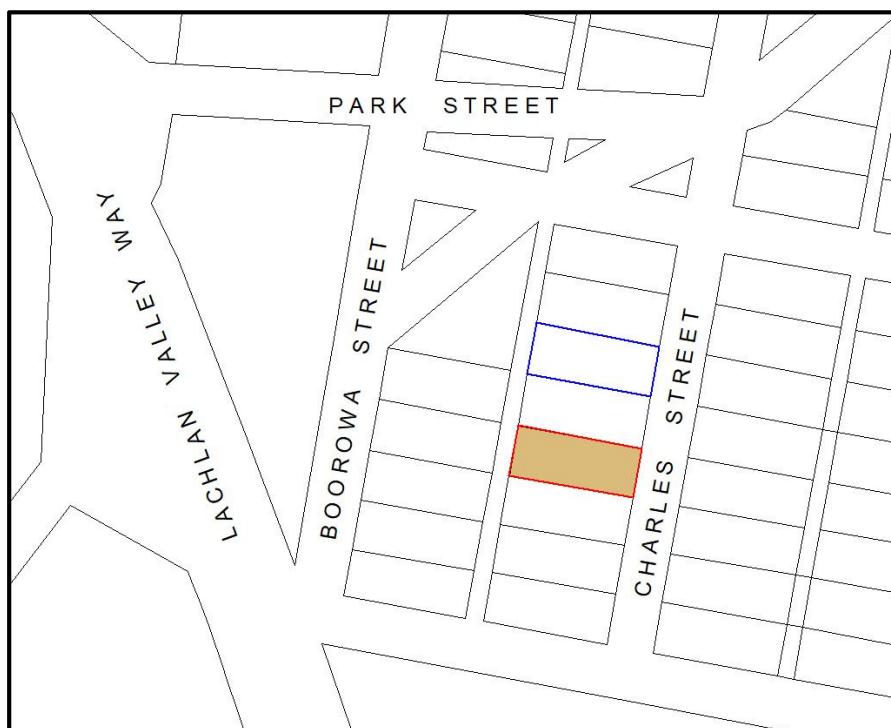 PARK STREET
LACHLAN VALLEY WAY
BOOROWA STREET
CHARLES STREET